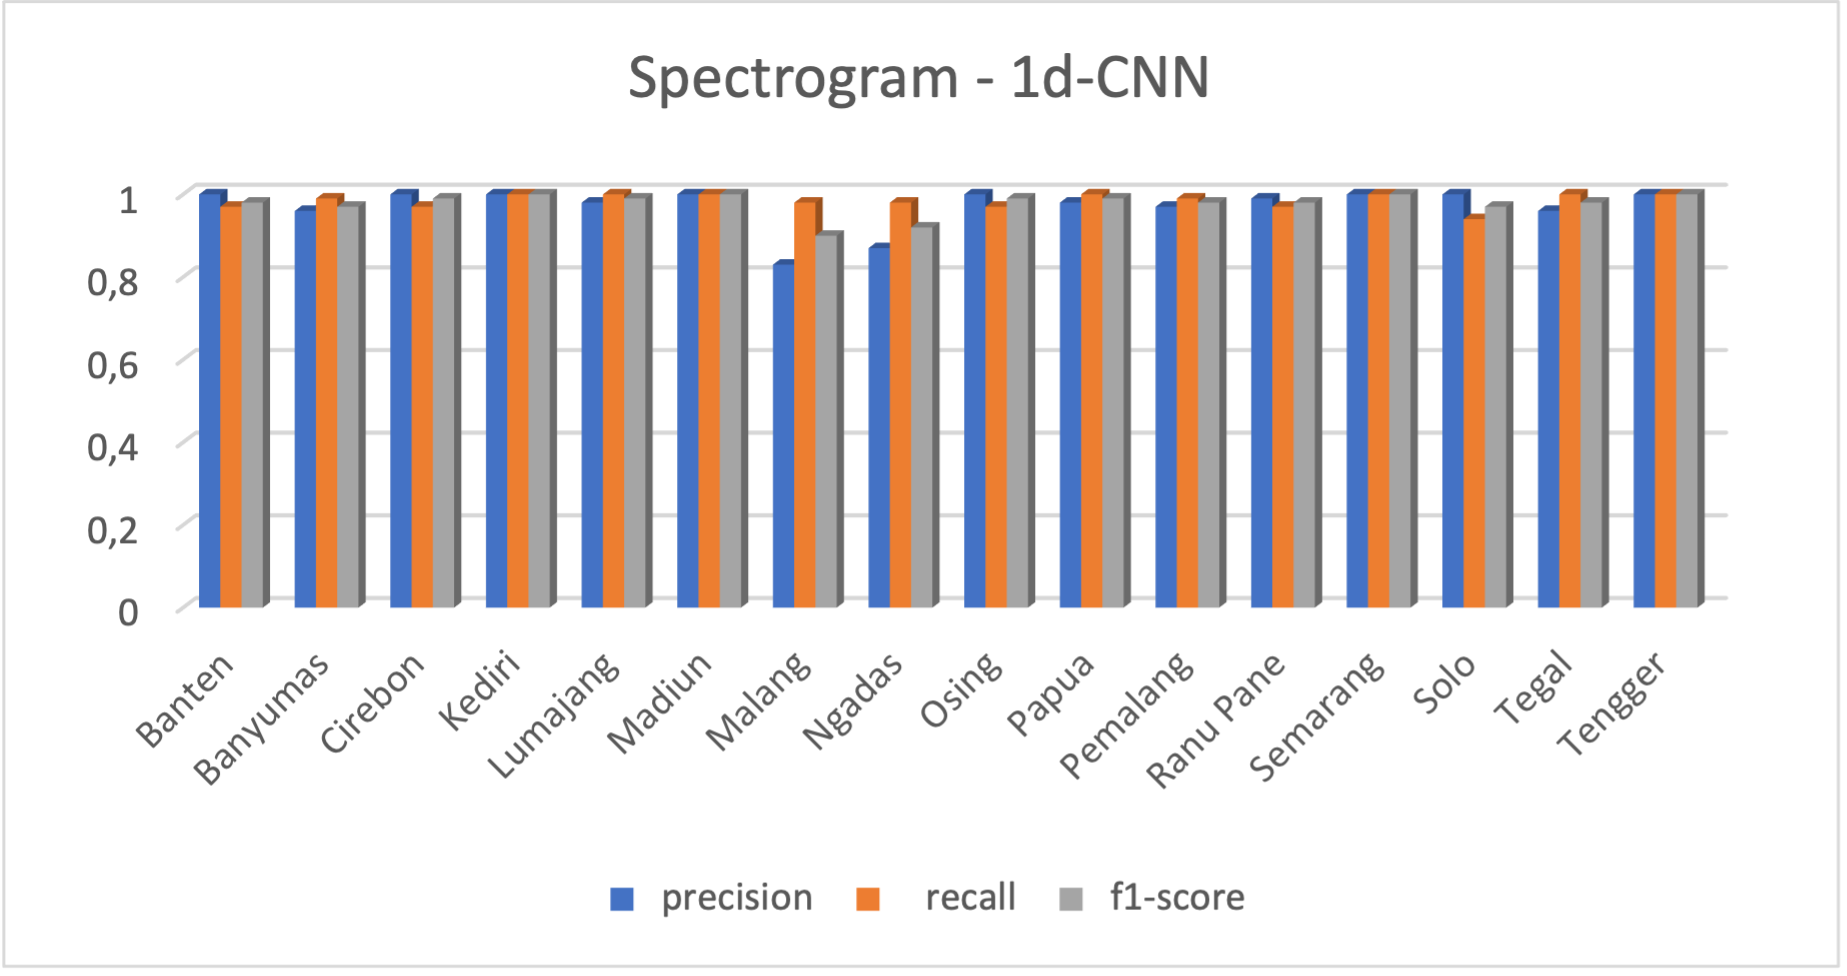 Spectrogram - 1d-CNN
1
0,8
0,6
0,4
0,2
0
Banten
Banyumas
Cirebon
Kediri
Lumajang
Madiun
Malang
Ngadas
Osing
Papua
Pemalang
Ranu Pane
Semarang
Solo
Tegal
Tengger
precision recall f1-score